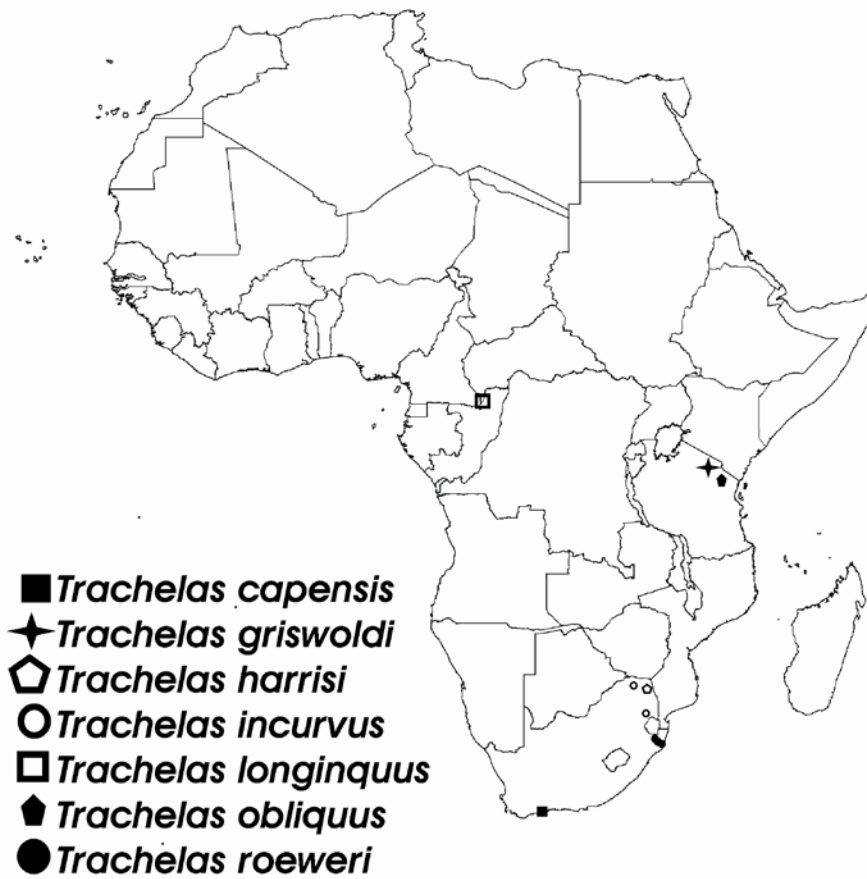 Trachelas capensis
Trachelas griswoldi
Trachelas harrisi
Trachelas incurvus
Trachelas longinquus
Trachelas obliquus
Trachelas roeweri